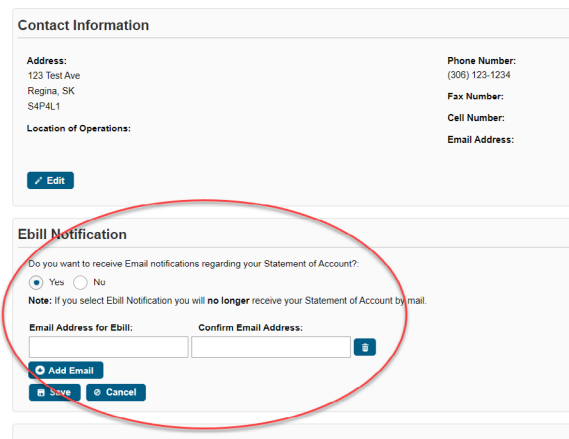 Contact Information
Address:
123 Test Ave
Regina, SK
S4P4L1
Location of Operations:
Phone Number:
(306) 123-1234
Fax Number:
Cell Number:
Email Address:
Edit
Ebill Notification
Do you want to receive Email notifications regarding your Statement of Account?:
Yes No
Note: If you select Ebill Notification you will no longer receive your Statement of Account by mail.
Email Address for Ebill: Confirm Email Address:
Add Email
Save Cancel